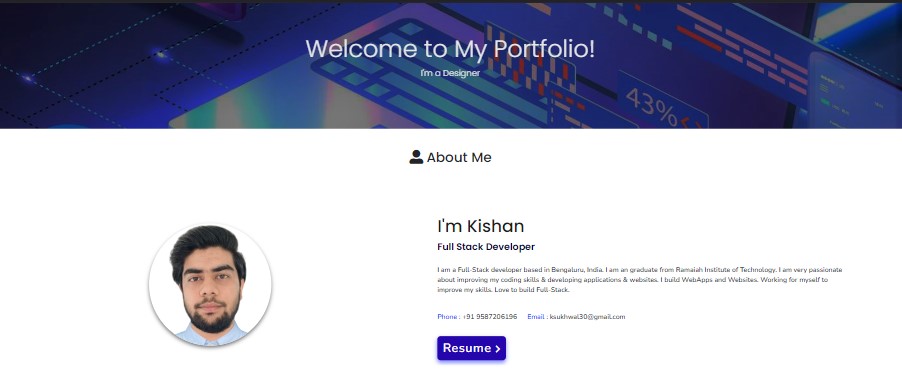 Welcome to My Portfolio!
I'm a Designer
43%
About Me
I'm Kishan
Full Stack Developer
I am a Full-Stack developer based in Bengaluru, India. I am an graduate from Ramaiah Institute of Technology. I am very passionate
about improving my coding skills & developing applications & websites. I build WebApps and Websites. Working for myself to
improve my skills. Love to build Full-Stack.
Phone : +91 9587206196 Email : ksukhwal30@gmail.com
Resume